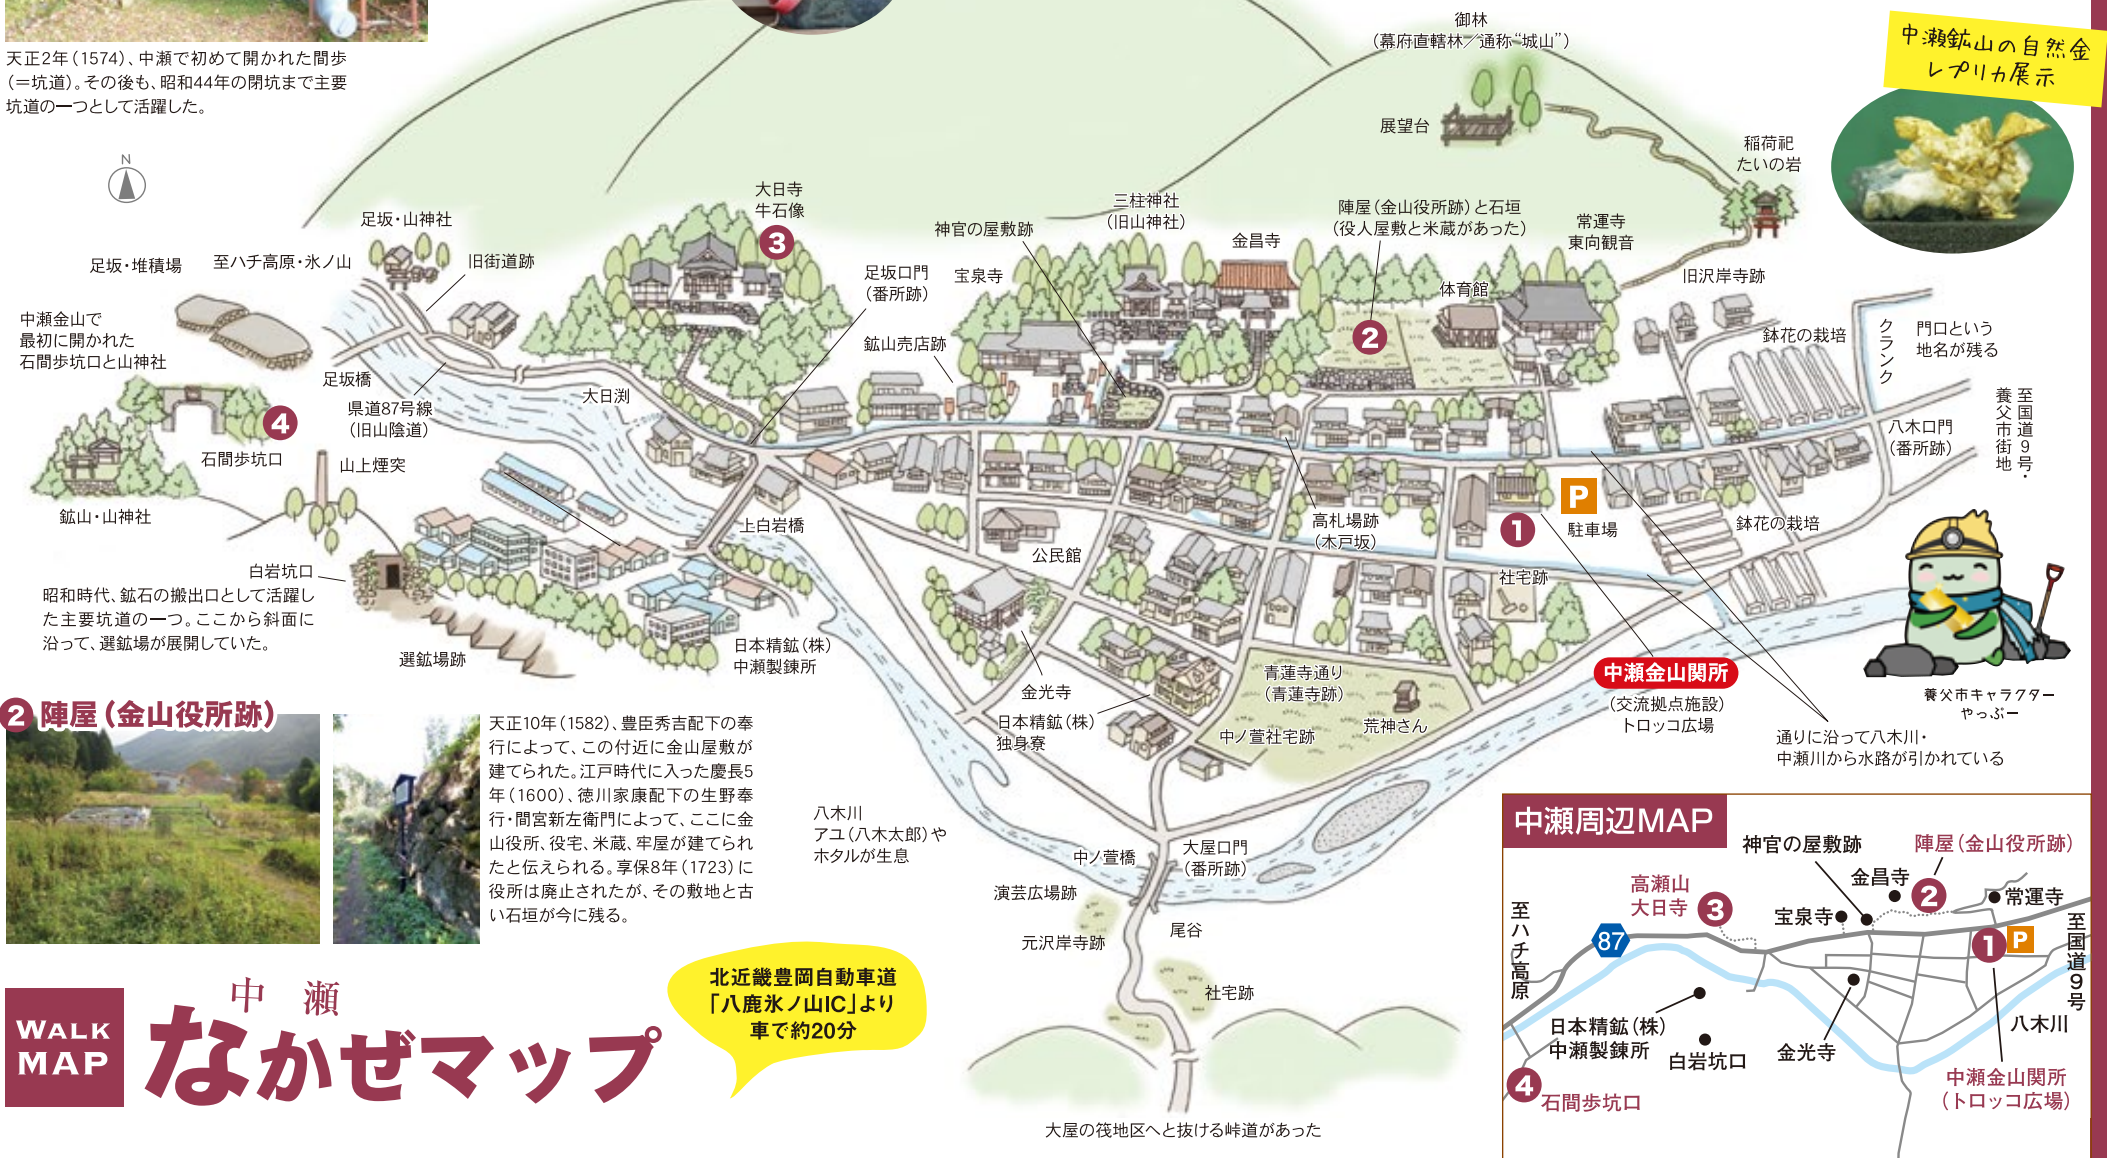 天正2年(1574)、中瀬で初めて開かれた間歩
(=坑道)。その後も、昭和44年の閉坑まで主要
坑道の一つとして活躍した。
御林
(幕府直轄林／通称“城山”)
中瀬鉱山の自然金
レプリカ展示
展望台
稲荷祀
たいの岩
N
足坂・山神社
大日寺
牛石像
3
神官の屋敷跡
三柱神社
(旧山神社)
金昌寺
陣屋(金山役所跡)と石垣
(役人屋敷と米蔵があった)
常運寺
東向観音
足坂・堆積場
至ハチ高原・氷ノ山
旧街道跡
足坂口門
(番所跡)
宝泉寺
体育館
旧沢岸寺跡
中瀬金山で
最初に開かれた
石間歩坑口と山神社
鉱山売店跡
2
鉢花の栽培
クランク
門口という
地名が残る
足坂橋
県道87号線
(旧山陰道)
大日渕
至国道9号・
養父市街地
4
石間歩坑口
山上煙突
八木口門
(番所跡)
鉱山・山神社
上白岩橋
公民館
高札場跡
(木戸坂)
1
P
駐車場
鉢花の栽培
白岩坑口
社宅跡
昭和時代、鉱石の搬出口として活躍し
た主要坑道の一つ。ここから斜面に
沿って、選鉱場が展開していた。
選鉱場跡
日本精鉱(株)
中瀬製錬所
金光寺
日本精鉱(株)
独身寮
青蓮寺通り
(青蓮寺跡)
中ノ萱社宅跡
荒神さん
中瀬金山関所
(交流拠点施設)
トロッコ広場
養父市キャラクター
やっぷー
通りに沿って八木川・
中瀬川から水路が引かれている
2 陣屋(金山役所跡)
天正10年(1582)、豊臣秀吉配下の奉
行によって、この付近に金山屋敷が
建てられた。江戸時代に入った慶長5
年(1600)、徳川家康配下の生野奉
行・間宮新左衛門によって、ここに金
山役所、役宅、米蔵、牢屋が建てられ
たと伝えられる。享保8年(1723)に
役所は廃止されたが、その敷地と古
い石垣が今に残る。
八木川
アユ(八木太郎)や
ホタルが生息
中ノ萱橋
大屋口門
(番所跡)
演芸広場跡
元沢岸寺跡
尾谷
社宅跡
大屋の筏地区へと抜ける峠道があった
WALK
MAP
中瀬
なかぜマップ
北近畿豊岡自動車道
「八鹿氷ノ山IC」より
車で約20分
中瀬周辺MAP
神官の屋敷跡
陣屋(金山役所跡)
高瀬山
大日寺
3
金昌寺
2
常運寺
宝泉寺
至ハチ高原
87
1
P
至国道9号
日本精鉱(株)
中瀬製錬所
白岩坑口
金光寺
八木川
4
石間歩坑口
中瀬金山関所
(トロッコ広場)